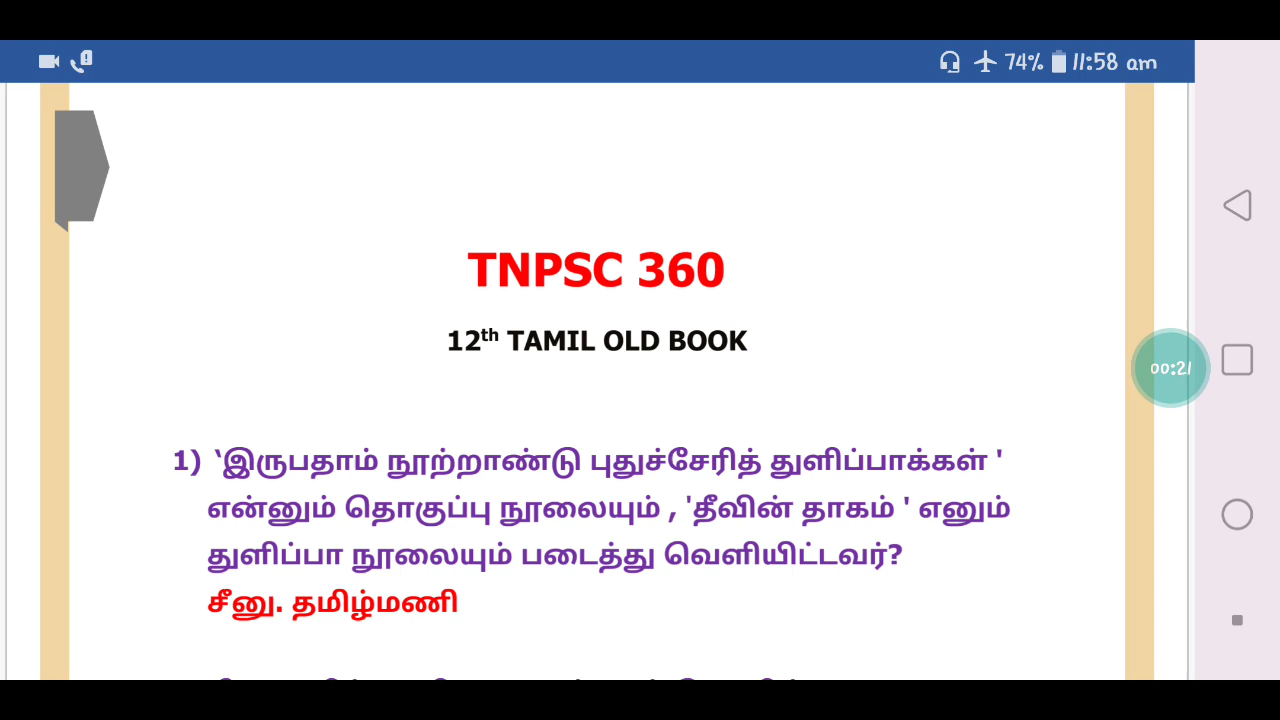 74% 11:58 am
TNPSC 360
12th TAMIL OLD BOOK
00:21
1) ‘இருபதாம் நூற்றாண்டு புதுச்சேரித் துளிப்பாக்கள் '
என்னும் தொகுப்பு நூலையும் , 'தீவின் தாகம் ' எனும்
துளிப்பா நூலையும் படைத்து வெளியிட்டவர்?
சீனு. தமிழ்மணி